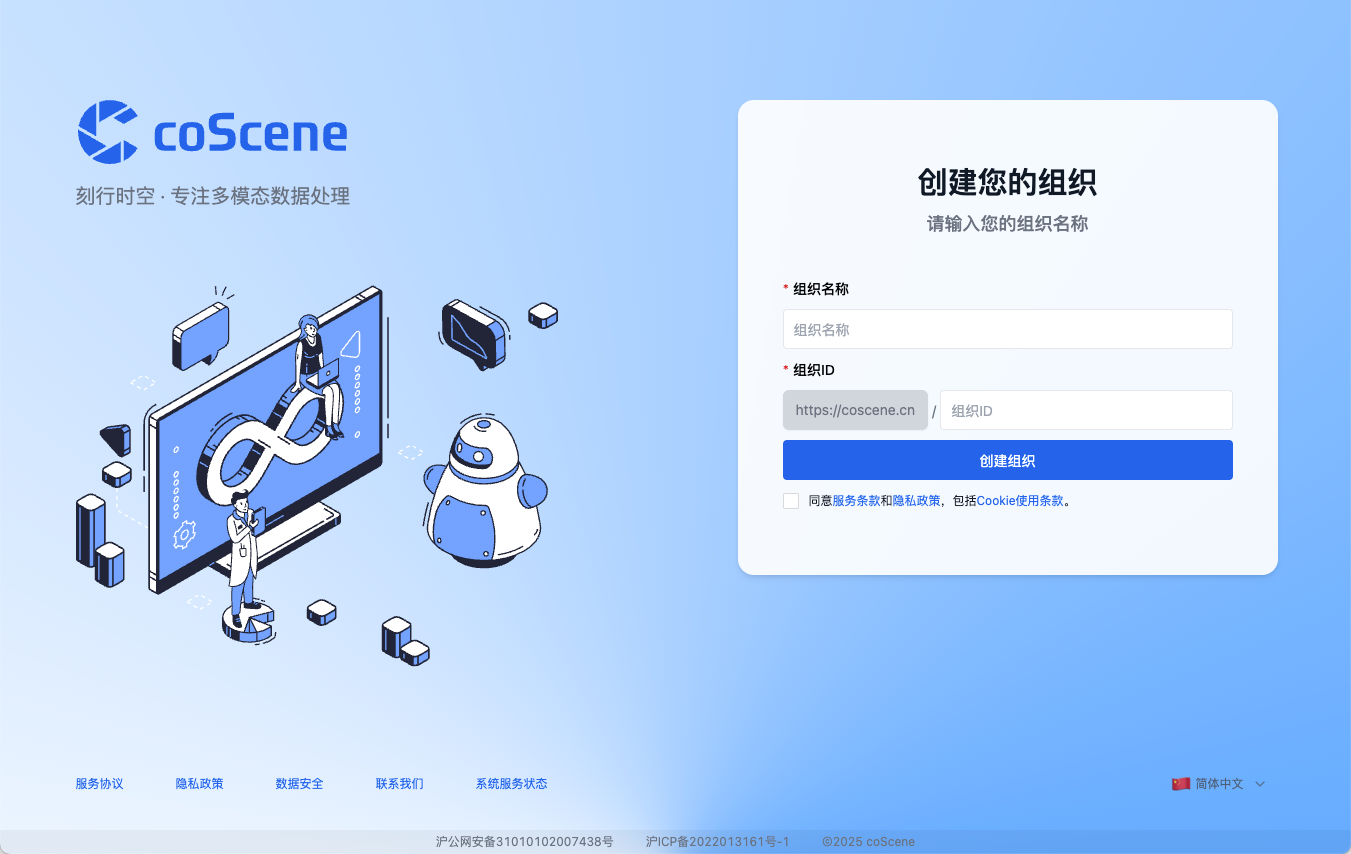 coScene
刻行时空 · 专注多模态数据处理
创建您的组织
请输入您的组织名称
* 组织名称
组织名称
* 组织ID
https://coscene.cn / 组织ID
创建组织
同意服务条款和隐私政策，包括Cookie使用条款。
服务协议 隐私政策 数据安全 联系我们 系统服务状态
简体中文
沪公网安备31010102007438号 沪ICP备2022013161号-1 ©2025 coScene